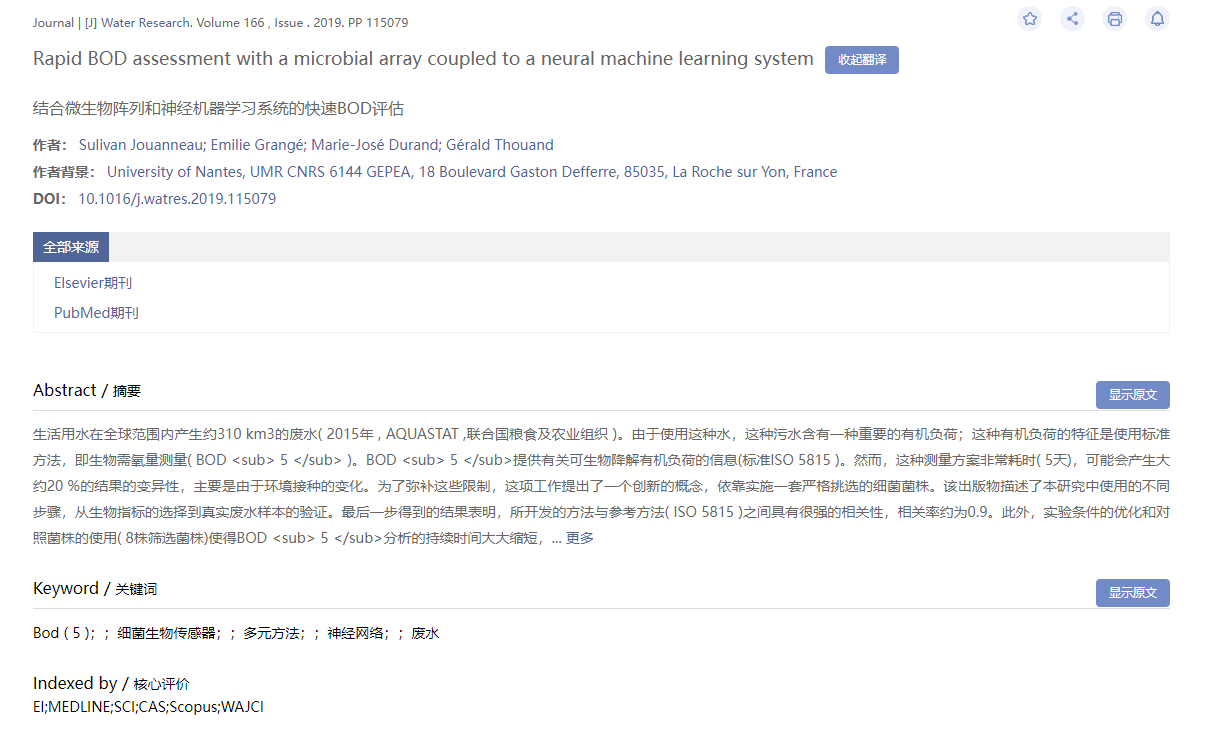 Journal | [J] Water Research. Volume 166 , Issue . 2019. PP 115079
Rapid BOD assessment with a microbial array coupled to a neural machine learning system 收起翻译
结合微生物阵列和神经机器学习系统的快速BOD评估
作者： Sulivan Jouanneau; Emilie Grangé; Marie-José Durand; Gérald Thouand
作者背景： University of Nantes, UMR CNRS 6144 GEPEA, 18 Boulevard Gaston Defferre, 85035, La Roche sur Yon, France
DOI： 10.1016/j.watres.2019.115079
全部来源
Elsevier期刊
PubMed期刊
Abstract / 摘要
显示原文
生活用水在全球范围内产生约310 km3的废水( 2015年 , AQUASTAT ,联合国粮食及农业组织 )。由于使用这种水，这种污水含有一种重要的有机负荷；这种有机负荷的特征是使用标准
方法，即生物需氧量测量( BOD <sub> 5 </sub> )。BOD <sub> 5 </sub>提供有关可生物降解有机负荷的信息(标准ISO 5815 )。然而，这种测量方案非常耗时( 5天)，可能会产生大
约20 %的结果的变异性，主要是由于环境接种的变化。为了弥补这些限制，这项工作提出了一个创新的概念，依靠实施一套严格挑选的细菌菌株。该出版物描述了本研究中使用的不同
步骤，从生物指标的选择到真实废水样本的验证。最后一步得到的结果表明，所开发的方法与参考方法( ISO 5815 )之间具有很强的相关性，相关率约为0.9。此外，实验条件的优化和对
照菌株的使用( 8株筛选菌株)使得BOD <sub> 5 </sub>分析的持续时间大大缩短，... 更多
Keyword / 关键词
显示原文
Bod ( 5 )；；细菌生物传感器；；多元方法；；神经网络；；废水
Indexed by / 核心评价
EI;MEDLINE;SCI;CAS;Scopus;WAJCI